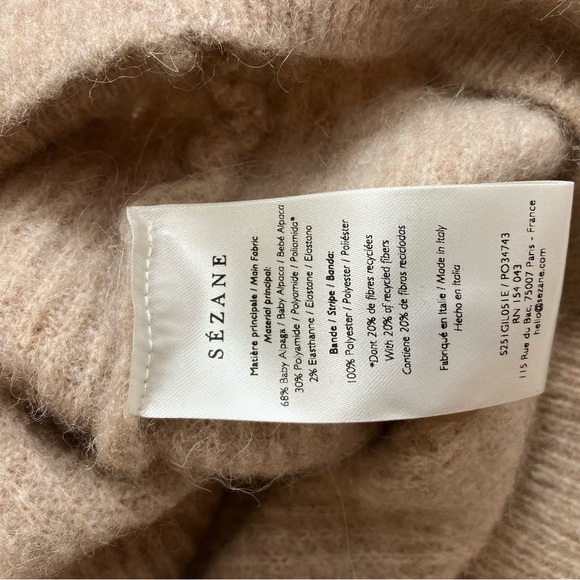 SÉZANE
Matière principale / Main Fabric
Material principal:
68% Baby Alpaga / Baby Alpaca / Bebé Alpaca
30% Polyamide / Polyamide / Poliamida*
2% Elasthanne / Elastane / Elastano
Bande / Stripe / Banda:
100% Polyester / Polyester / Poliéster
*Dont 20% de fibres recyclées
With 20% of recycled fibers
Contiene 20% de fibras recicladas
Fabriqué en Italie / Made in Italy
Hecho en Italia
S251GILD51E / PO34743
RN 154 043
115 Rue du Bac, 75007 Paris - France
hello@sezane.com